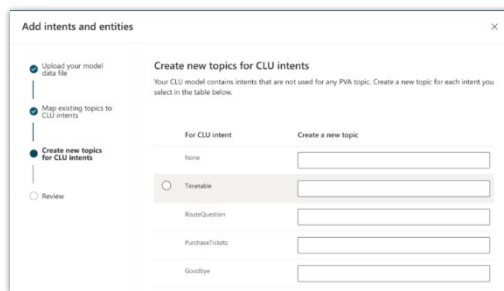 Add intents and entities
Upload your model
data file
Map existing topics to
CLU intents
Create new topics
for CLU intents
Review
Create new topics for CLU intents
Your CLU model contains intents that are not used for any PVA topic. Create a new topic for each intent you
select in the table below.
For CLU intent Create a new topic
None
Timetable
RouteQuestion
PurchaseTickets
Goodbye